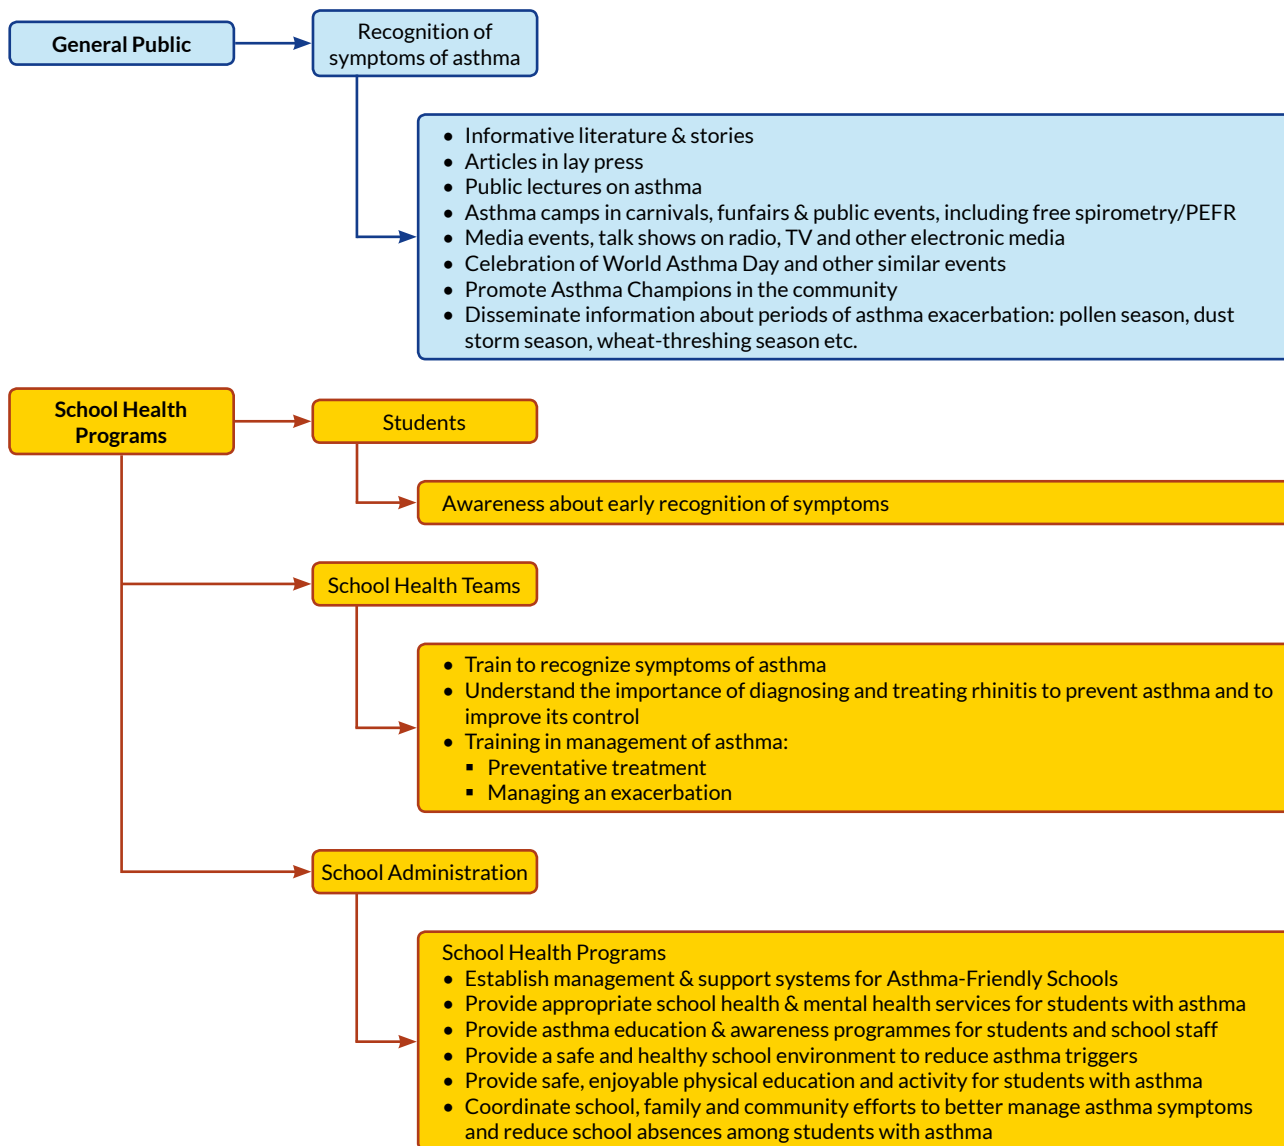 General Public
Recognition of
symptoms of asthma
• Informative literature & stories
• Articles in lay press
• Public lectures on asthma
• Asthma camps in carnivals, funfairs & public events, including free spirometry/PEFR
• Media events, talk shows on radio, TV and other electronic media
• Celebration of World Asthma Day and other similar events
• Promote Asthma Champions in the community
• Disseminate information about periods of asthma exacerbation: pollen season, dust
storm season, wheat-threshing season etc.
School Health
Programs
Students
Awareness about early recognition of symptoms
School Health Teams
• Train to recognize symptoms of asthma
• Understand the importance of diagnosing and treating rhinitis to prevent asthma and to
improve its control
• Training in management of asthma:
▪ Preventative treatment
▪ Managing an exacerbation
School Administration
School Health Programs
• Establish management & support systems for Asthma-Friendly Schools
• Provide appropriate school health & mental health services for students with asthma
• Provide asthma education & awareness programmes for students and school staff
• Provide a safe and healthy school environment to reduce asthma triggers
• Provide safe, enjoyable physical education and activity for students with asthma
• Coordinate school, family and community efforts to better manage asthma symptoms
and reduce school absences among students with asthma